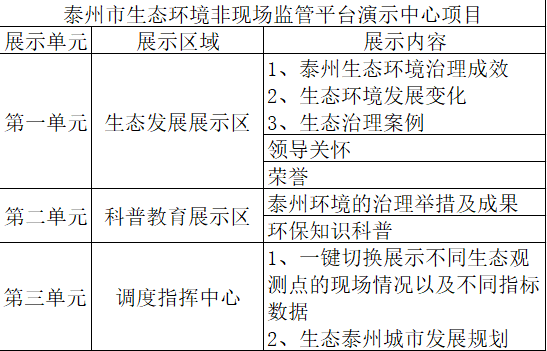 泰州市生态环境非现场监管平台演示中心项目
展示单元 展示区域 展示内容
第一单元 生态发展展示区
1、泰州生态环境治理成效
2、生态环境发展变化
3、生态治理案例
领导关怀
荣誉
第二单元 科普教育展示区
泰州环境的治理举措及成果
环保知识科普
第三单元 调度指挥中心
1、一键切换展示不同生态观
测点的现场情况以及不同指标
数据
2、生态泰州城市发展规划